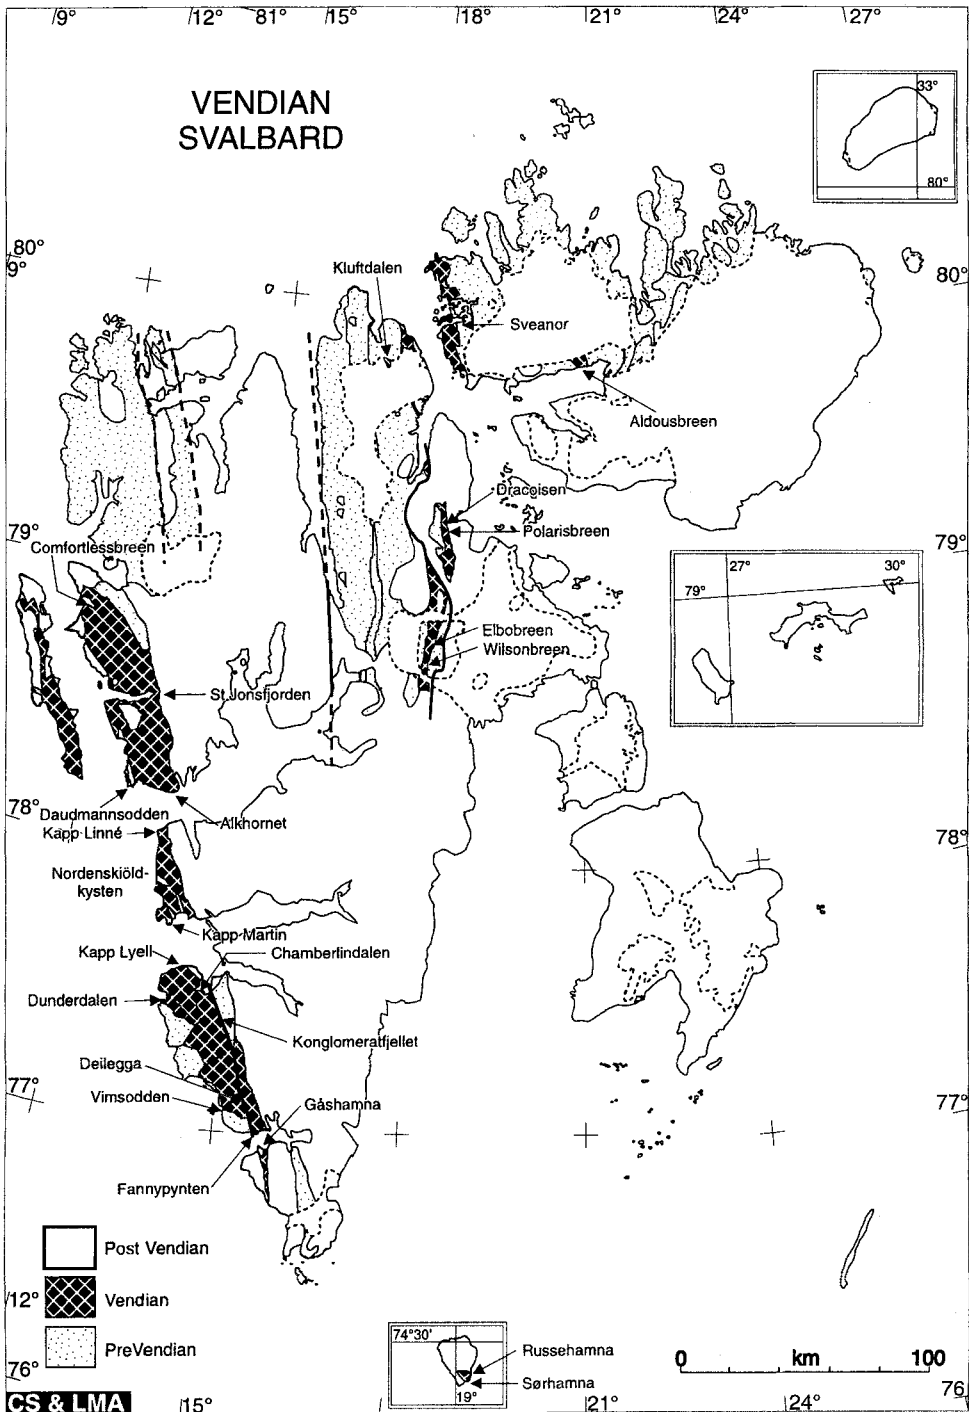 /9° /12° 81° /15° /18° /21° /24° /27°
VENDIAN
SVALBARD
33°
80°
80°
9°
80°
Kluftdalen
Sveanor
Aldousbreen
Dracoisen
Polarisbreen
79°
79°
Comfortlessbreen
27°
30°
79°
Elbobreen
Wilsonbreen
St Jonsfjorden
78°
Daudmannsodden
Alkhornet
Kapp Linné
78°
Nordenskiöld-
kysten
Kapp Martin
Kapp Lyell
Chamberlindalen
Dunderdalen
Konglomeratfjellet
Deilegga
77°
Vimsodden
Gåshamna
77°
Fannypynten
Post Vendian
Vendian
PreVendian
/12°
76°
74°30'
19°
Russehamna
Sørhamna
0 km 100
76
CS & LMA
/15°
/21°
/24°